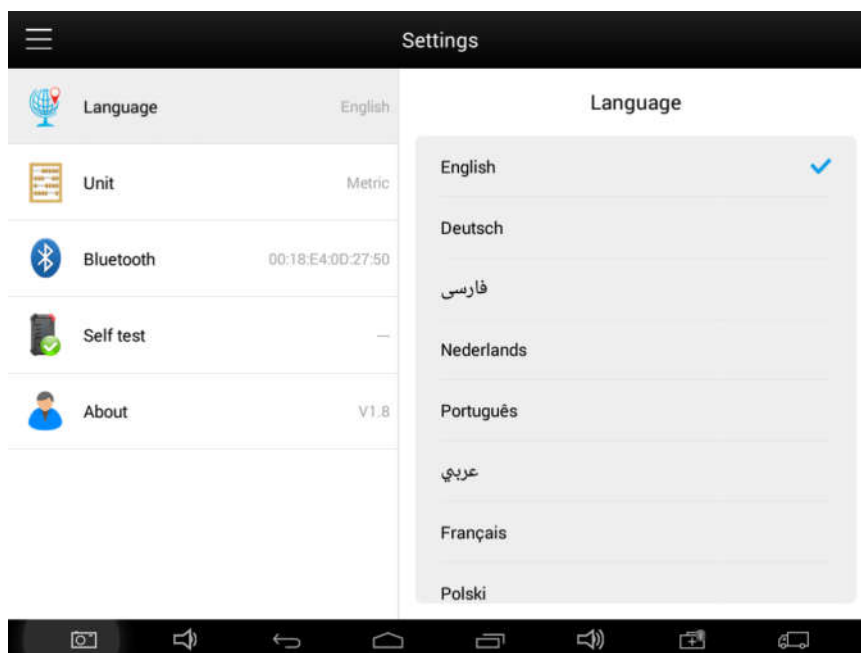 Settings
Language English
Unit Metric
Bluetooth 00:18:E4:0D:27:50
Self test —
About V1.8
Language
English
Deutsch
فارسی
Nederlands
Português
عربي
Français
Polski